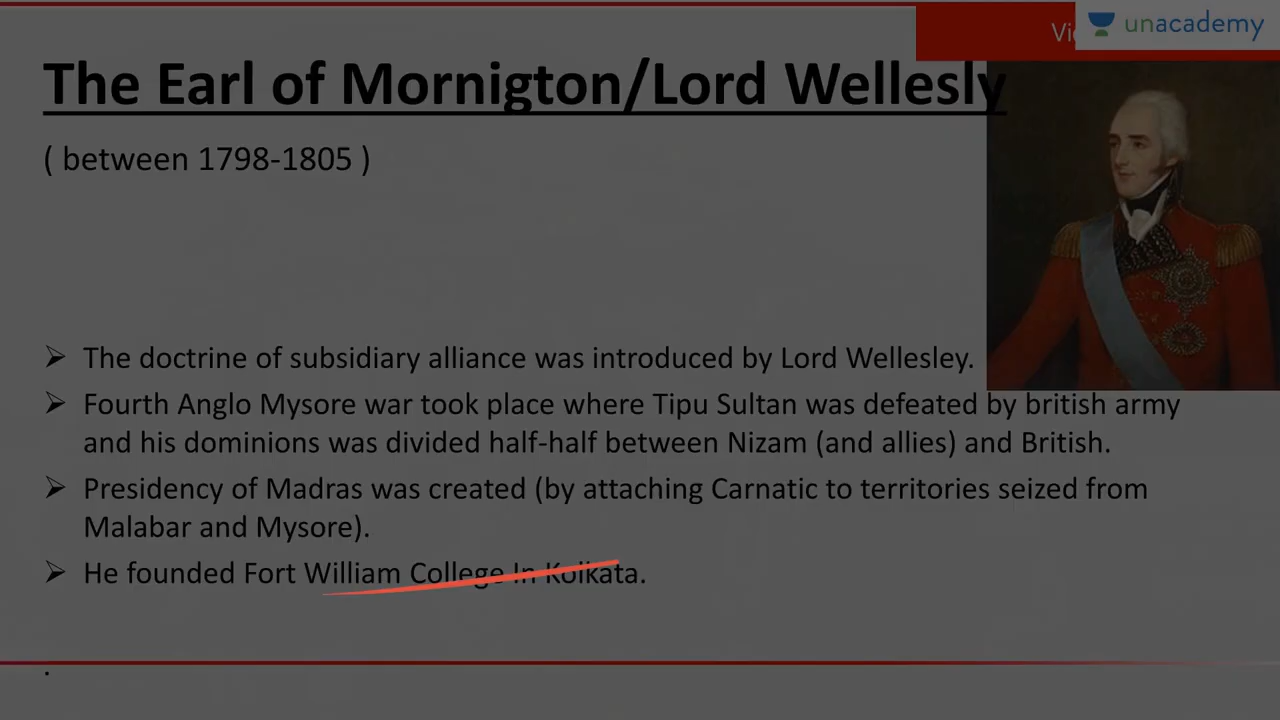 Vi
unacademy
The Earl of Mornigton/Lord Wellesly
( between 1798-1805 )
➢ The doctrine of subsidiary alliance was introduced by Lord Wellesley.
➢ Fourth Anglo Mysore war took place where Tipu Sultan was defeated by british army
and his dominions was divided half-half between Nizam (and allies) and British.
➢ Presidency of Madras was created (by attaching Carnatic to territories seized from
Malabar and Mysore).
➢ He founded Fort William College In Kolkata.
.